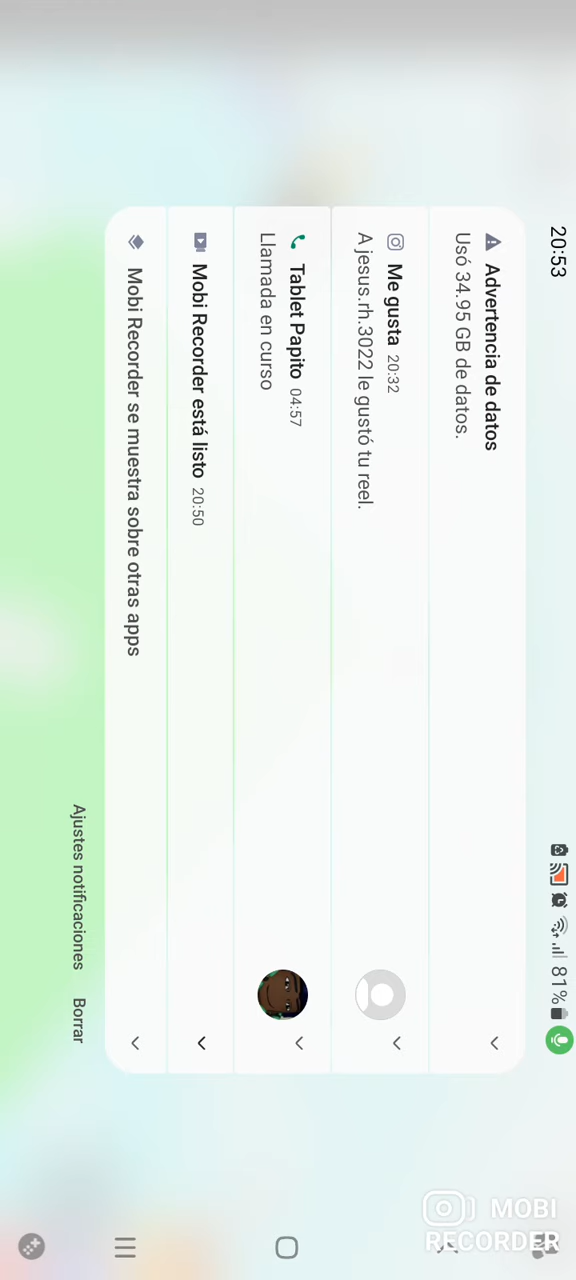 20:53
81%
Advertencia de datos
Usó 34.95 GB de datos.
Me gusta 20:32
A jesus.rh.3022 le gustó tu reel.
Tablet Papito 04:57
Llamada en curso
Mobi Recorder está listo 20:50
Mobi Recorder se muestra sobre otras apps
Ajustes notificaciones Borrar
MOBI
RECORDER